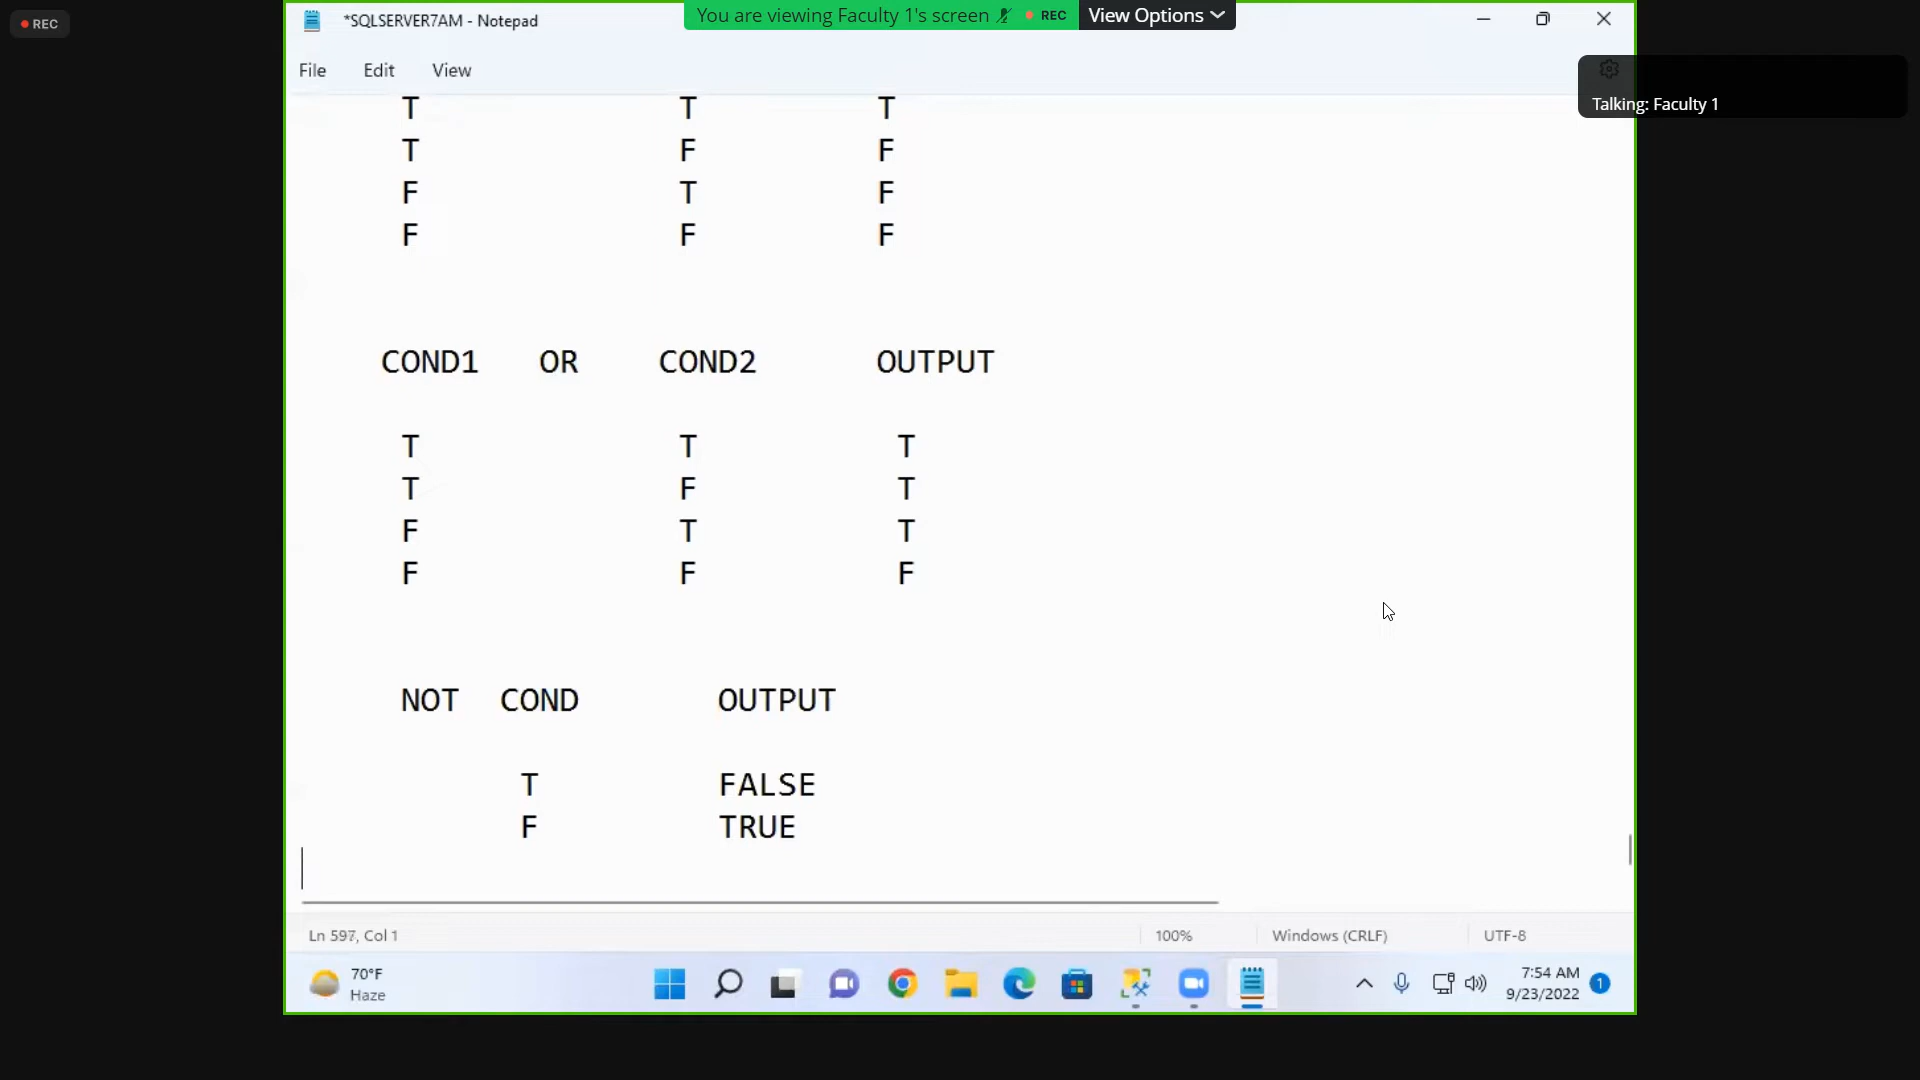 REC
*SQLSERVER7AM - Notepad
You are viewing Faculty 1's screen REC View Options
File Edit View
Talking: Faculty 1
T T T
T F F
F T F
F F F
COND1 OR COND2 OUTPUT
T T T
T F T
F T T
F F F
NOT COND OUTPUT
T FALSE
F TRUE
Ln 597, Col 1 100% Windows (CRLF) UTF-8
70°F
Haze
7:54 AM
9/23/2022
1